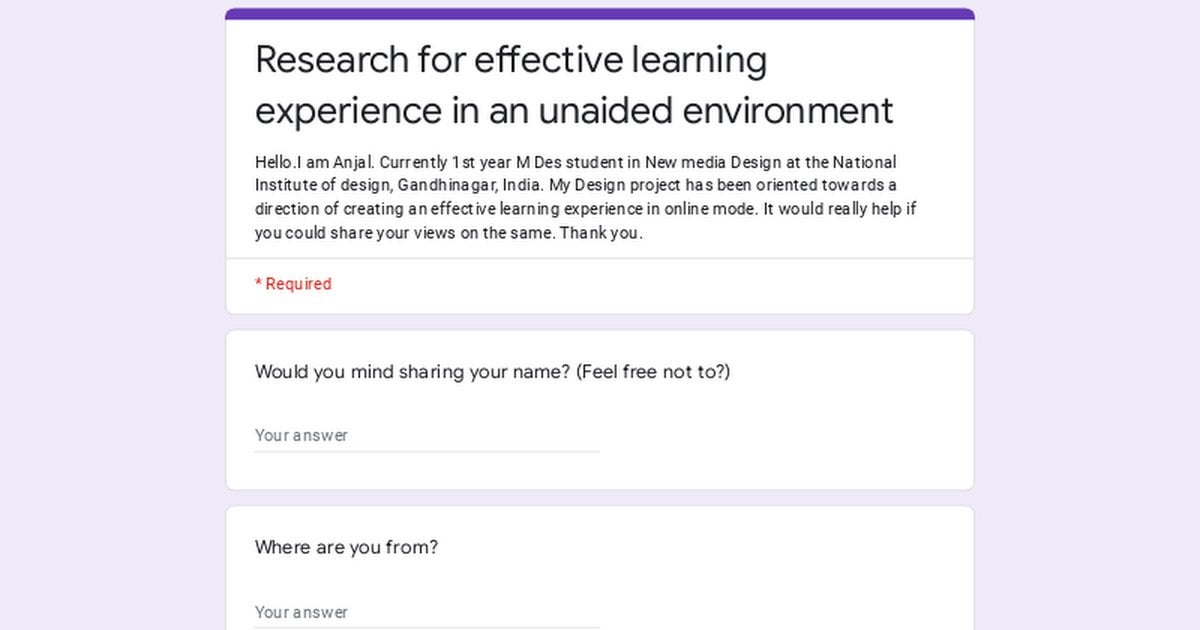 Research for effective learning
experience in an unaided environment
Hello.I am Anjal. Currently 1st year M Des student in New media Design at the National
Institute of design, Gandhinagar, India. My Design project has been oriented towards a
direction of creating an effective learning experience in online mode. It would really help if
you could share your views on the same. Thank you.
* Required
Would you mind sharing your name? (Feel free not to?)
Your answer
Where are you from?
Your answer